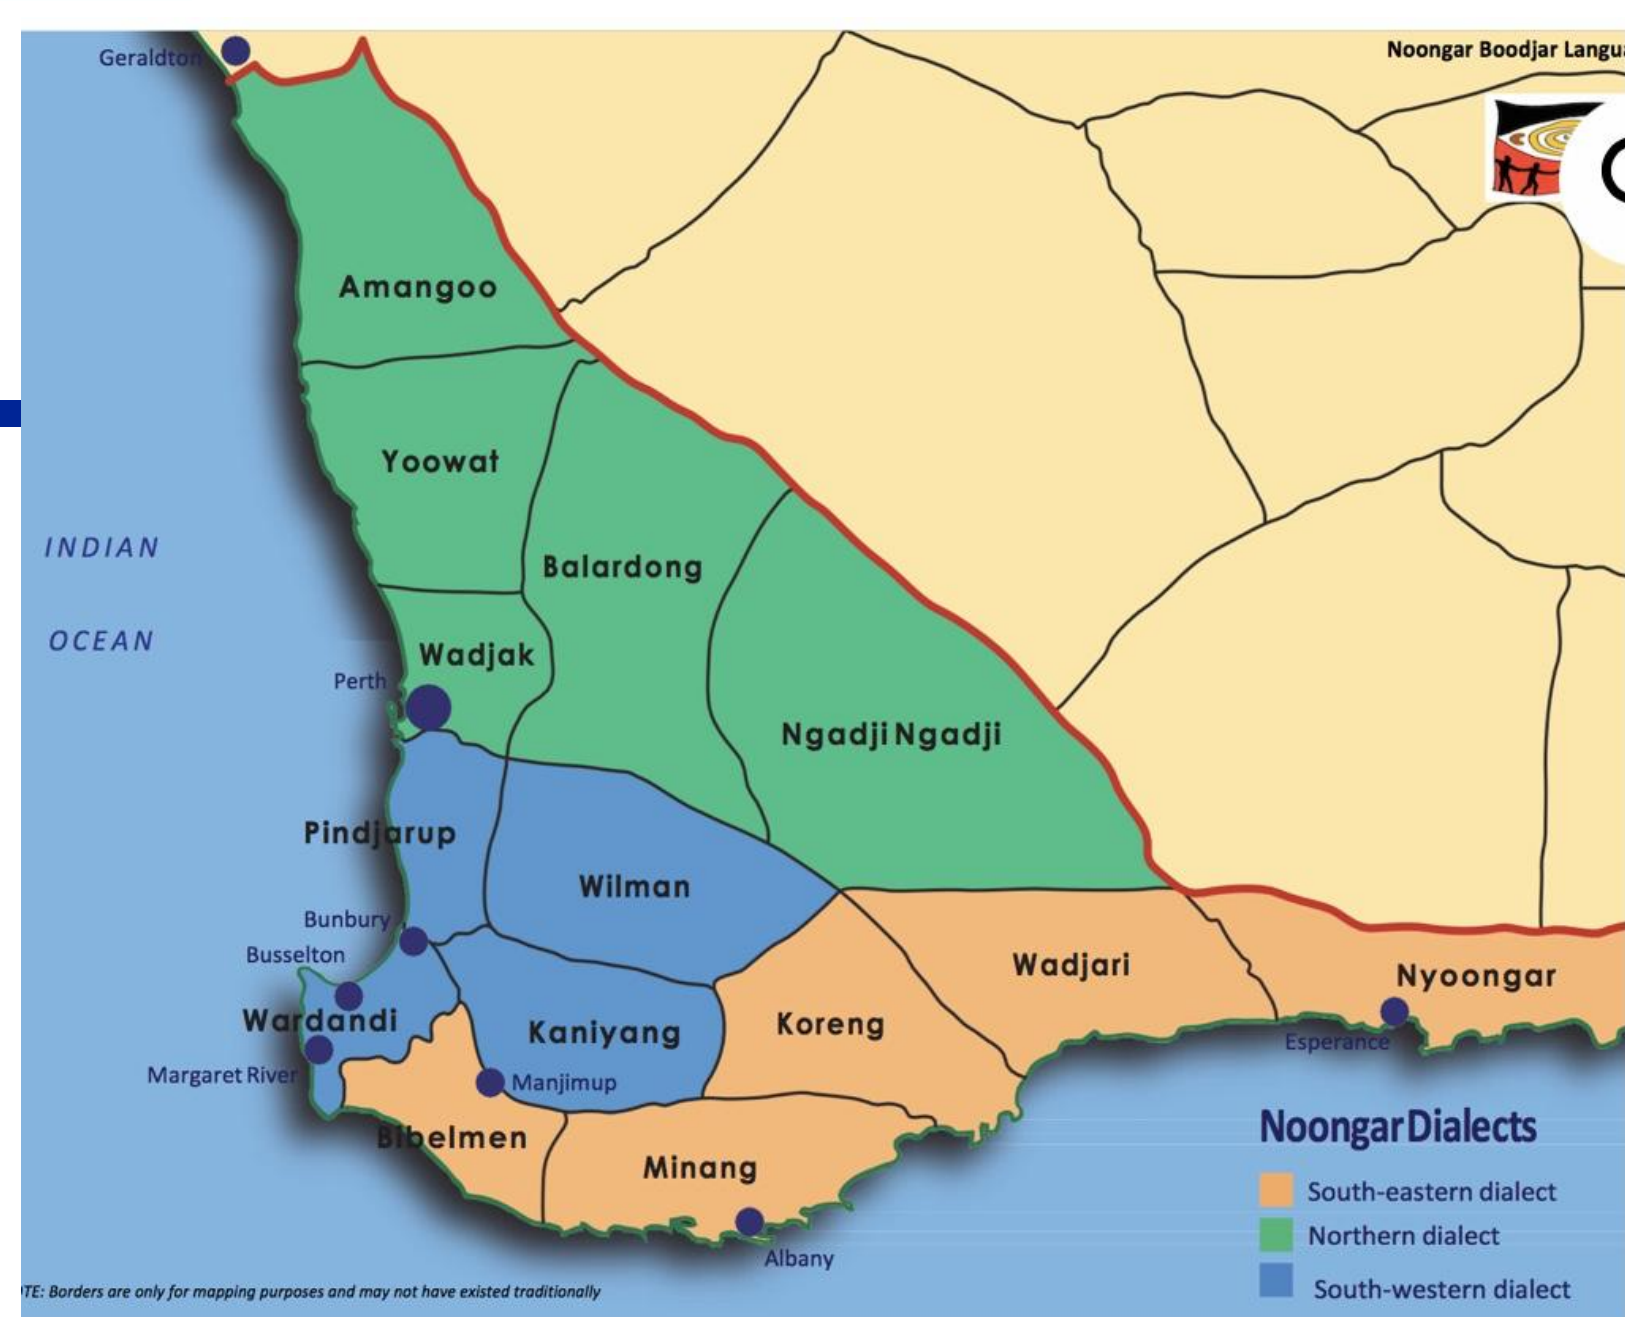 Geraldton
Noongar Boodjar
Amangoo
Yoowat
INDIAN
Balardong
OCEAN
Wadjak
Perth
Ngadji Ngadji
Pindjarup
Wilman
Bunbury
Busselton
Wadjari
Nyoongar
Wardandi
Koreng
Kaniyang
Esperance
Margaret River
Manjimup
Bibelmen
Noongar Dialects
Minang
South-eastern dialect
Northern dialect
Albany
South-western dialect
Borders are only for mapping purposes and may not have existed traditionally